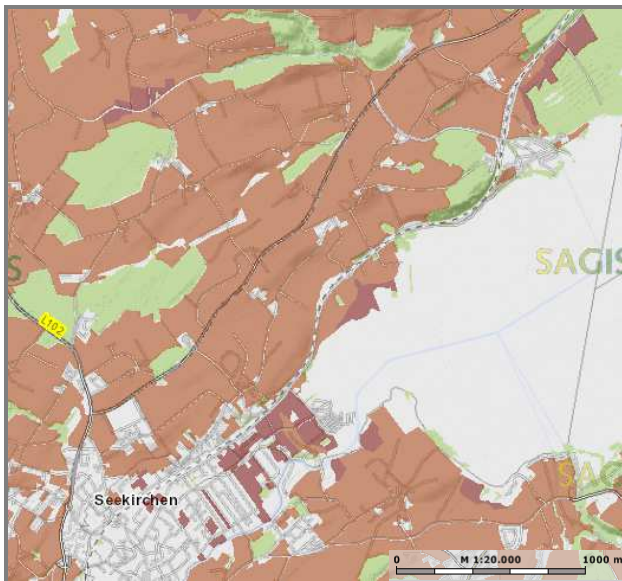 SAGIS
S
L102
SAG
Seekirchen
0 M 1:20.000 1000 m